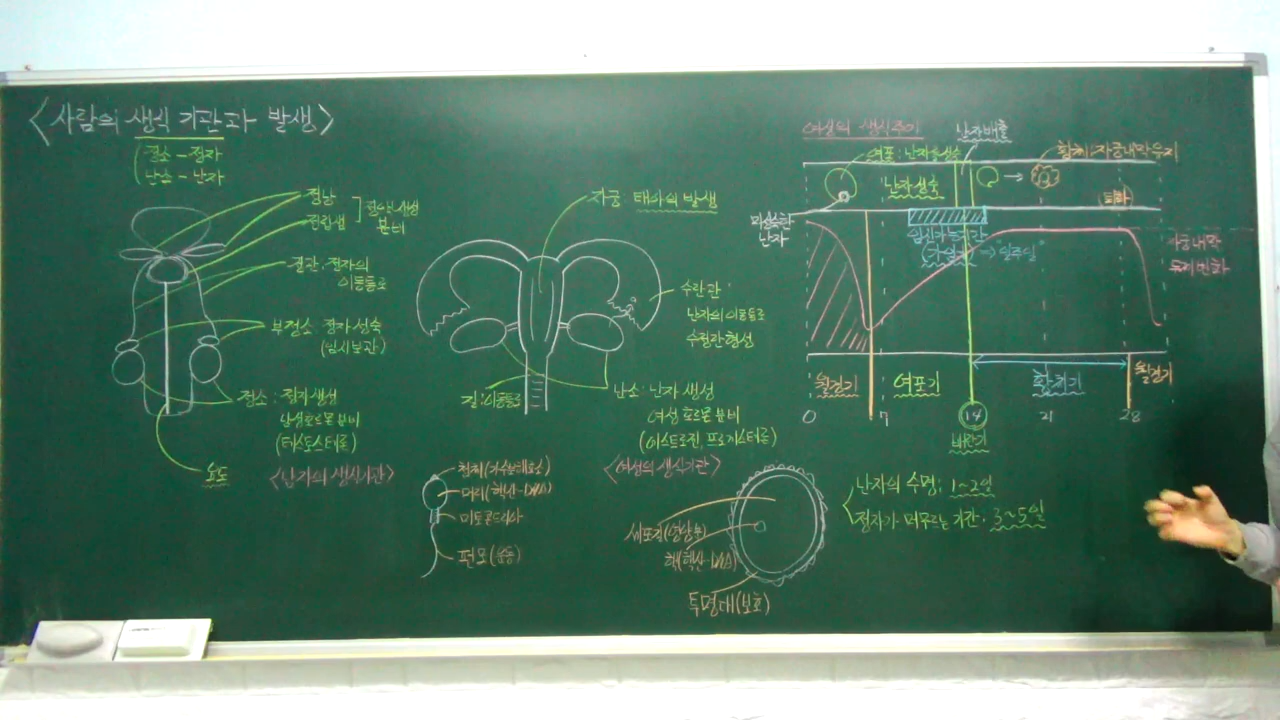 <사람의 생식 기관과 발생>
정소 - 정자
난소 - 난자
정낭
전립샘
정액 생성
분비
정관 : 정자의
이동통로
부정소 : 정자 성숙
(임시보관)
정소 : 정자 생성
남성호르몬 분비
(테스토스테론)
요도
<남자의 생식기관>
자궁 : 태아의 발생
수란관 :
난자의 이동통로
수정란 형성
난소 : 난자 생성
여성 호르몬 분비
(에스트로젠, 프로게스테론)
질 : 이동통로
<여성의 생식기관>
첨체(가수분해효소)
머리(핵산-DNA)
미토콘드리아
편모(운동)
세포질(영양분)
핵(핵산-DNA)
투명대(보호)
여성의 생식주기
난자배출
여포 : 난자를 성숙
황체 : 자궁내막유지
난자성숙
퇴화
미성숙한
난자
임신가능기간
(가임기) → "일주일"
자궁내막
두께변화
월경기
여포기
황체기
월경기
0
7
14
21
28
배란기
난자의 수명 : 1~2일
정자가 머무르는 기간 : 3~5일